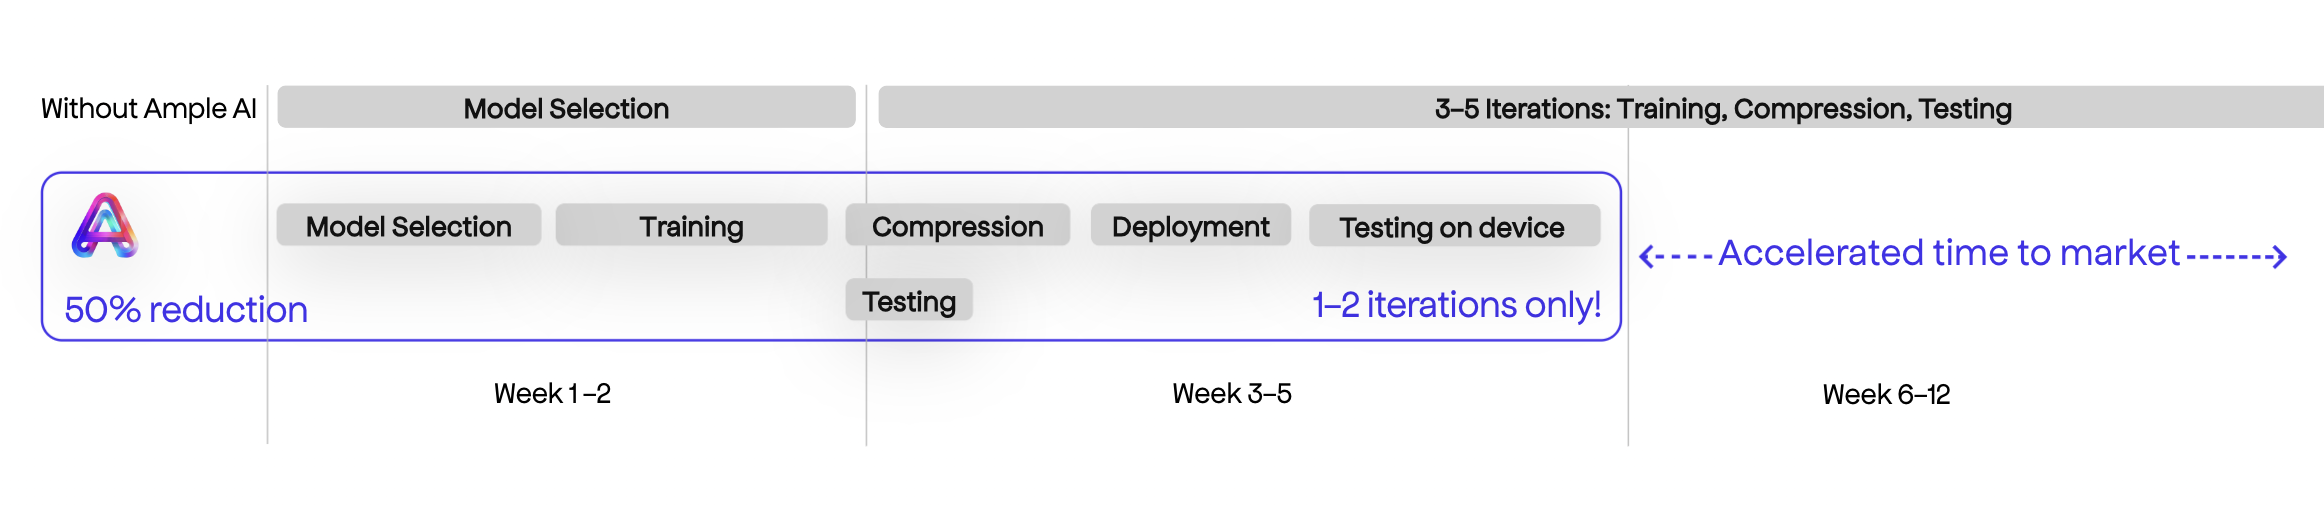 Without Ample AI
Model Selection
3–5 Iterations: Training, Compression, Testing
Model Selection
Training
Compression
Deployment
Testing on device
Accelerated time to market
50% reduction
Testing
1–2 iterations only!
Week 1–2
Week 3–5
Week 6–12